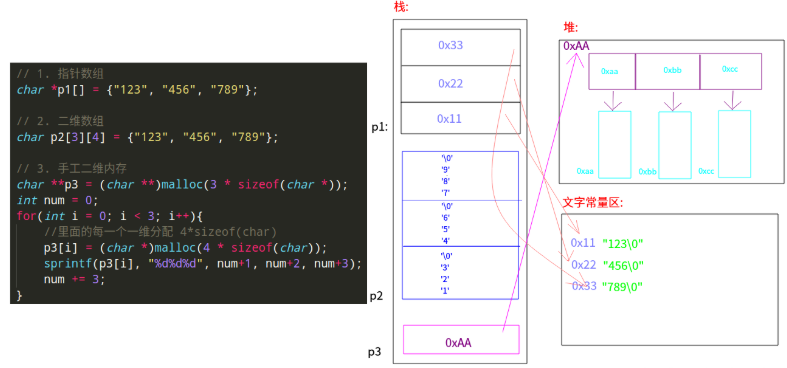 // 1. 指针数组
char *p1[] = {"123", "456", "789"};
// 2. 二维数组
char p2[3][4] = {"123", "456", "789"};
// 3. 手工二维内存
char **p3 = (char **)malloc(3 * sizeof(char *));
int num = 0;
for(int i = 0; i < 3; i++){
//里面的每一个一维分配 4*sizeof(char)
p3[i] = (char *)malloc(4 * sizeof(char));
sprintf(p3[i], "%d%d%d", num+1, num+2, num+3);
num += 3;
}
栈:
0x33
0x22
0x11
p1:
'\0'
'9'
'8'
'7'
'\0'
'6'
'5'
'4'
'\0'
'3'
'2'
'1'
p2
0xAA
p3
堆:
0xAA
0xaa 0xbb 0xcc
0xaa 0xbb 0xcc
文字常量区:
0x11 "123\0"
0x22 "456\0"
0x33 "789\0"